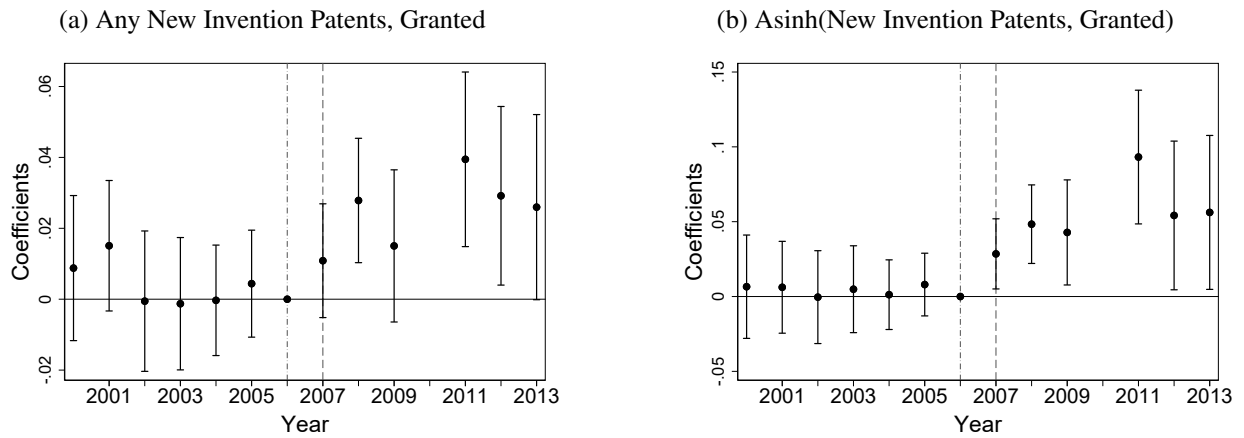 (a) Any New Invention Patents, Granted
Coefficients
.06
.04
.02
0
-.02
2001 2003 2005 2007 2009 2011 2013
Year
(b) Asinh(New Invention Patents, Granted)
Coefficients
.15
.1
.05
0
-.05
2001 2003 2005 2007 2009 2011 2013
Year